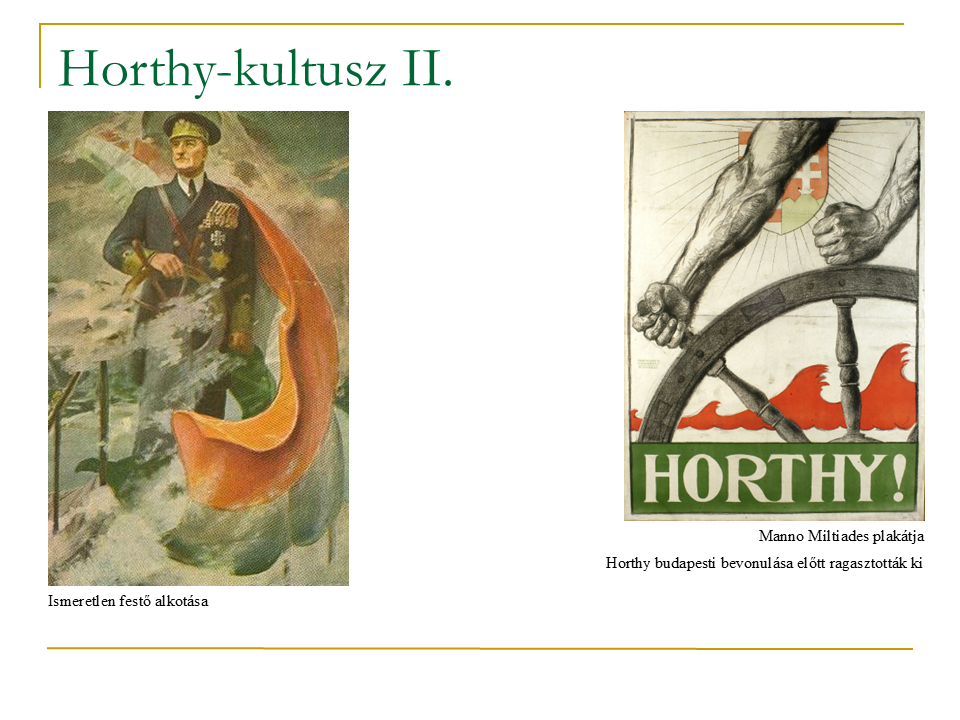 Horthy-kultusz II.
HORTHY!
Manno Miltiades plakátja
Horthy budapesti bevonulása előtt ragasztották ki
Ismeretlen festő alkotása